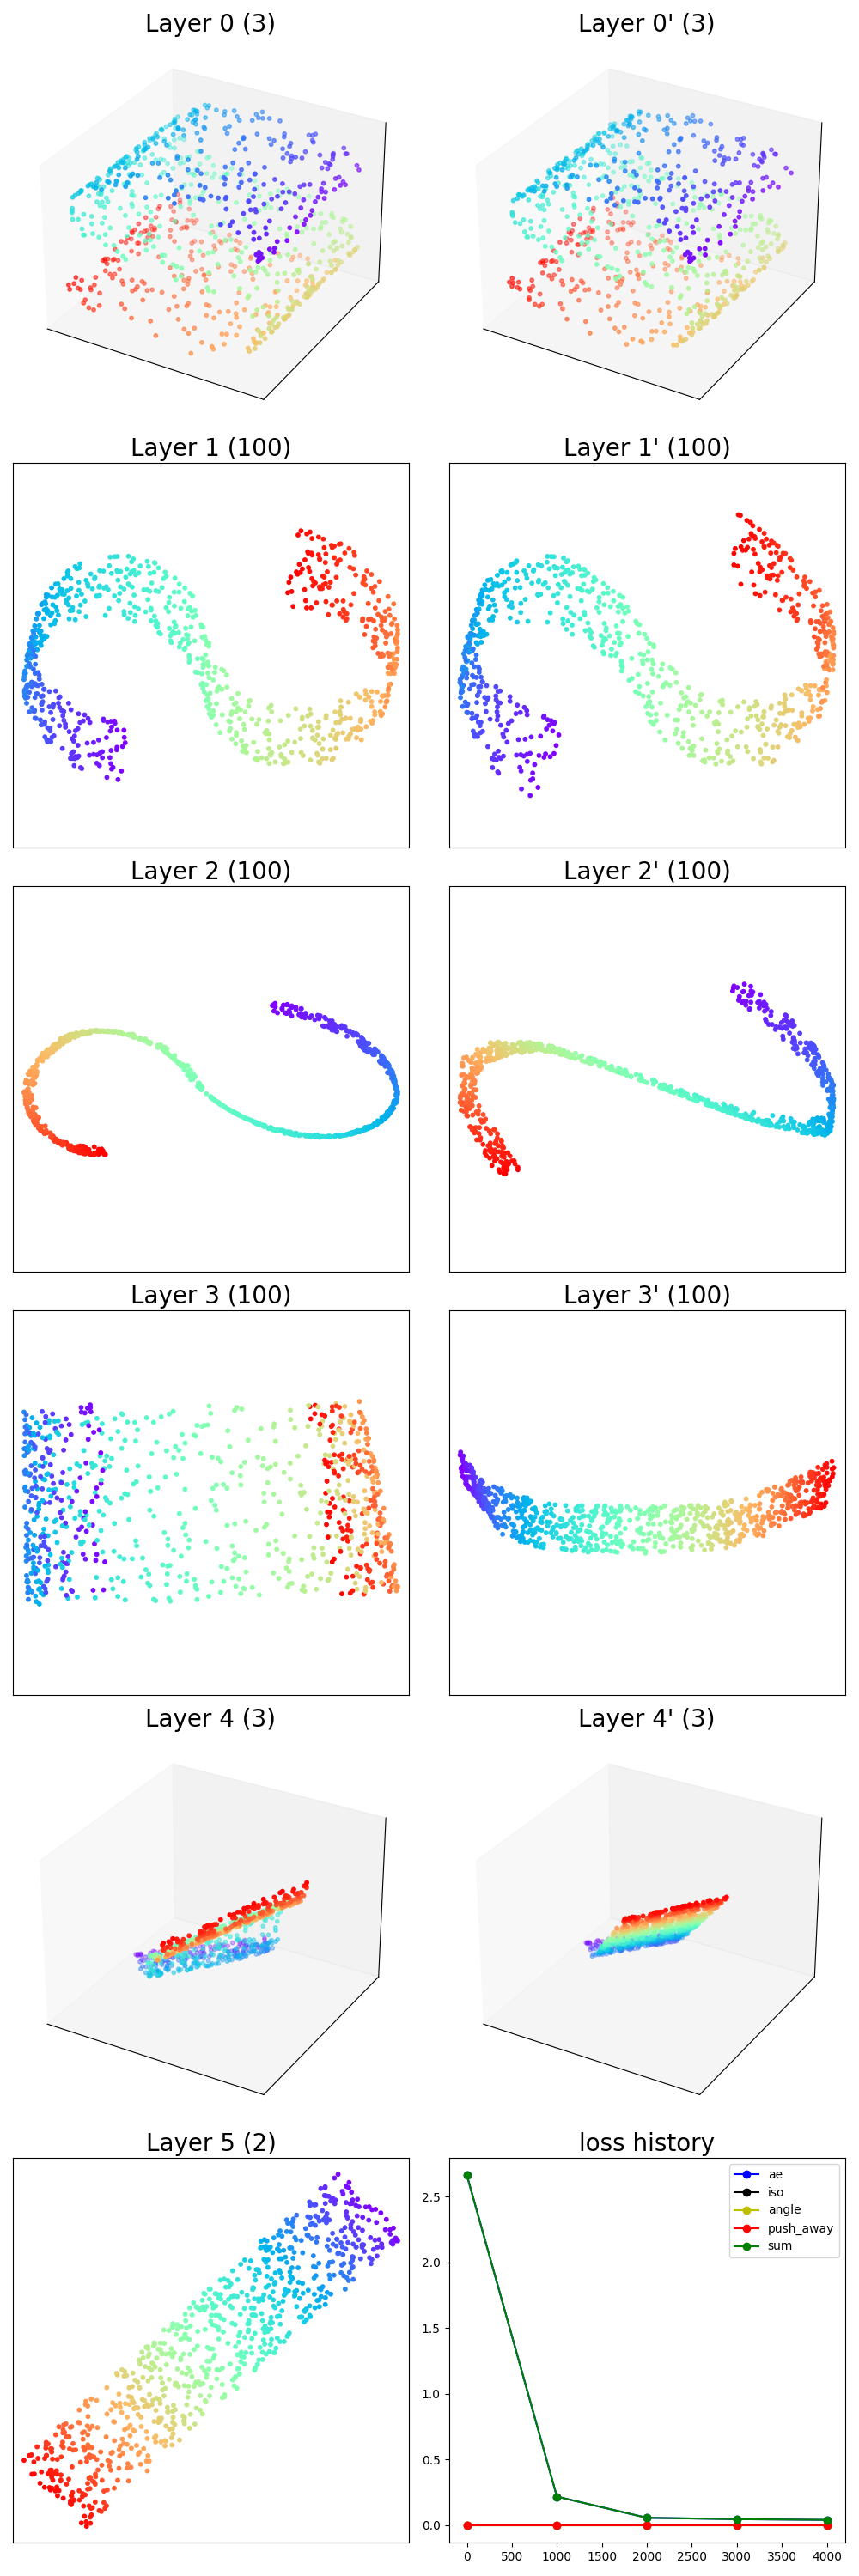 Layer 0 (3)
Layer 0' (3)
Layer 1 (100)
Layer 1' (100)
Layer 2 (100)
Layer 2' (100)
Layer 3 (100)
Layer 3' (100)
Layer 4 (3)
Layer 4' (3)
Layer 5 (2)
loss history
ae
iso
angle
push_away
sum
2.5
2.0
1.5
1.0
0.5
0.0
0 500 1000 1500 2000 2500 3000 3500 4000